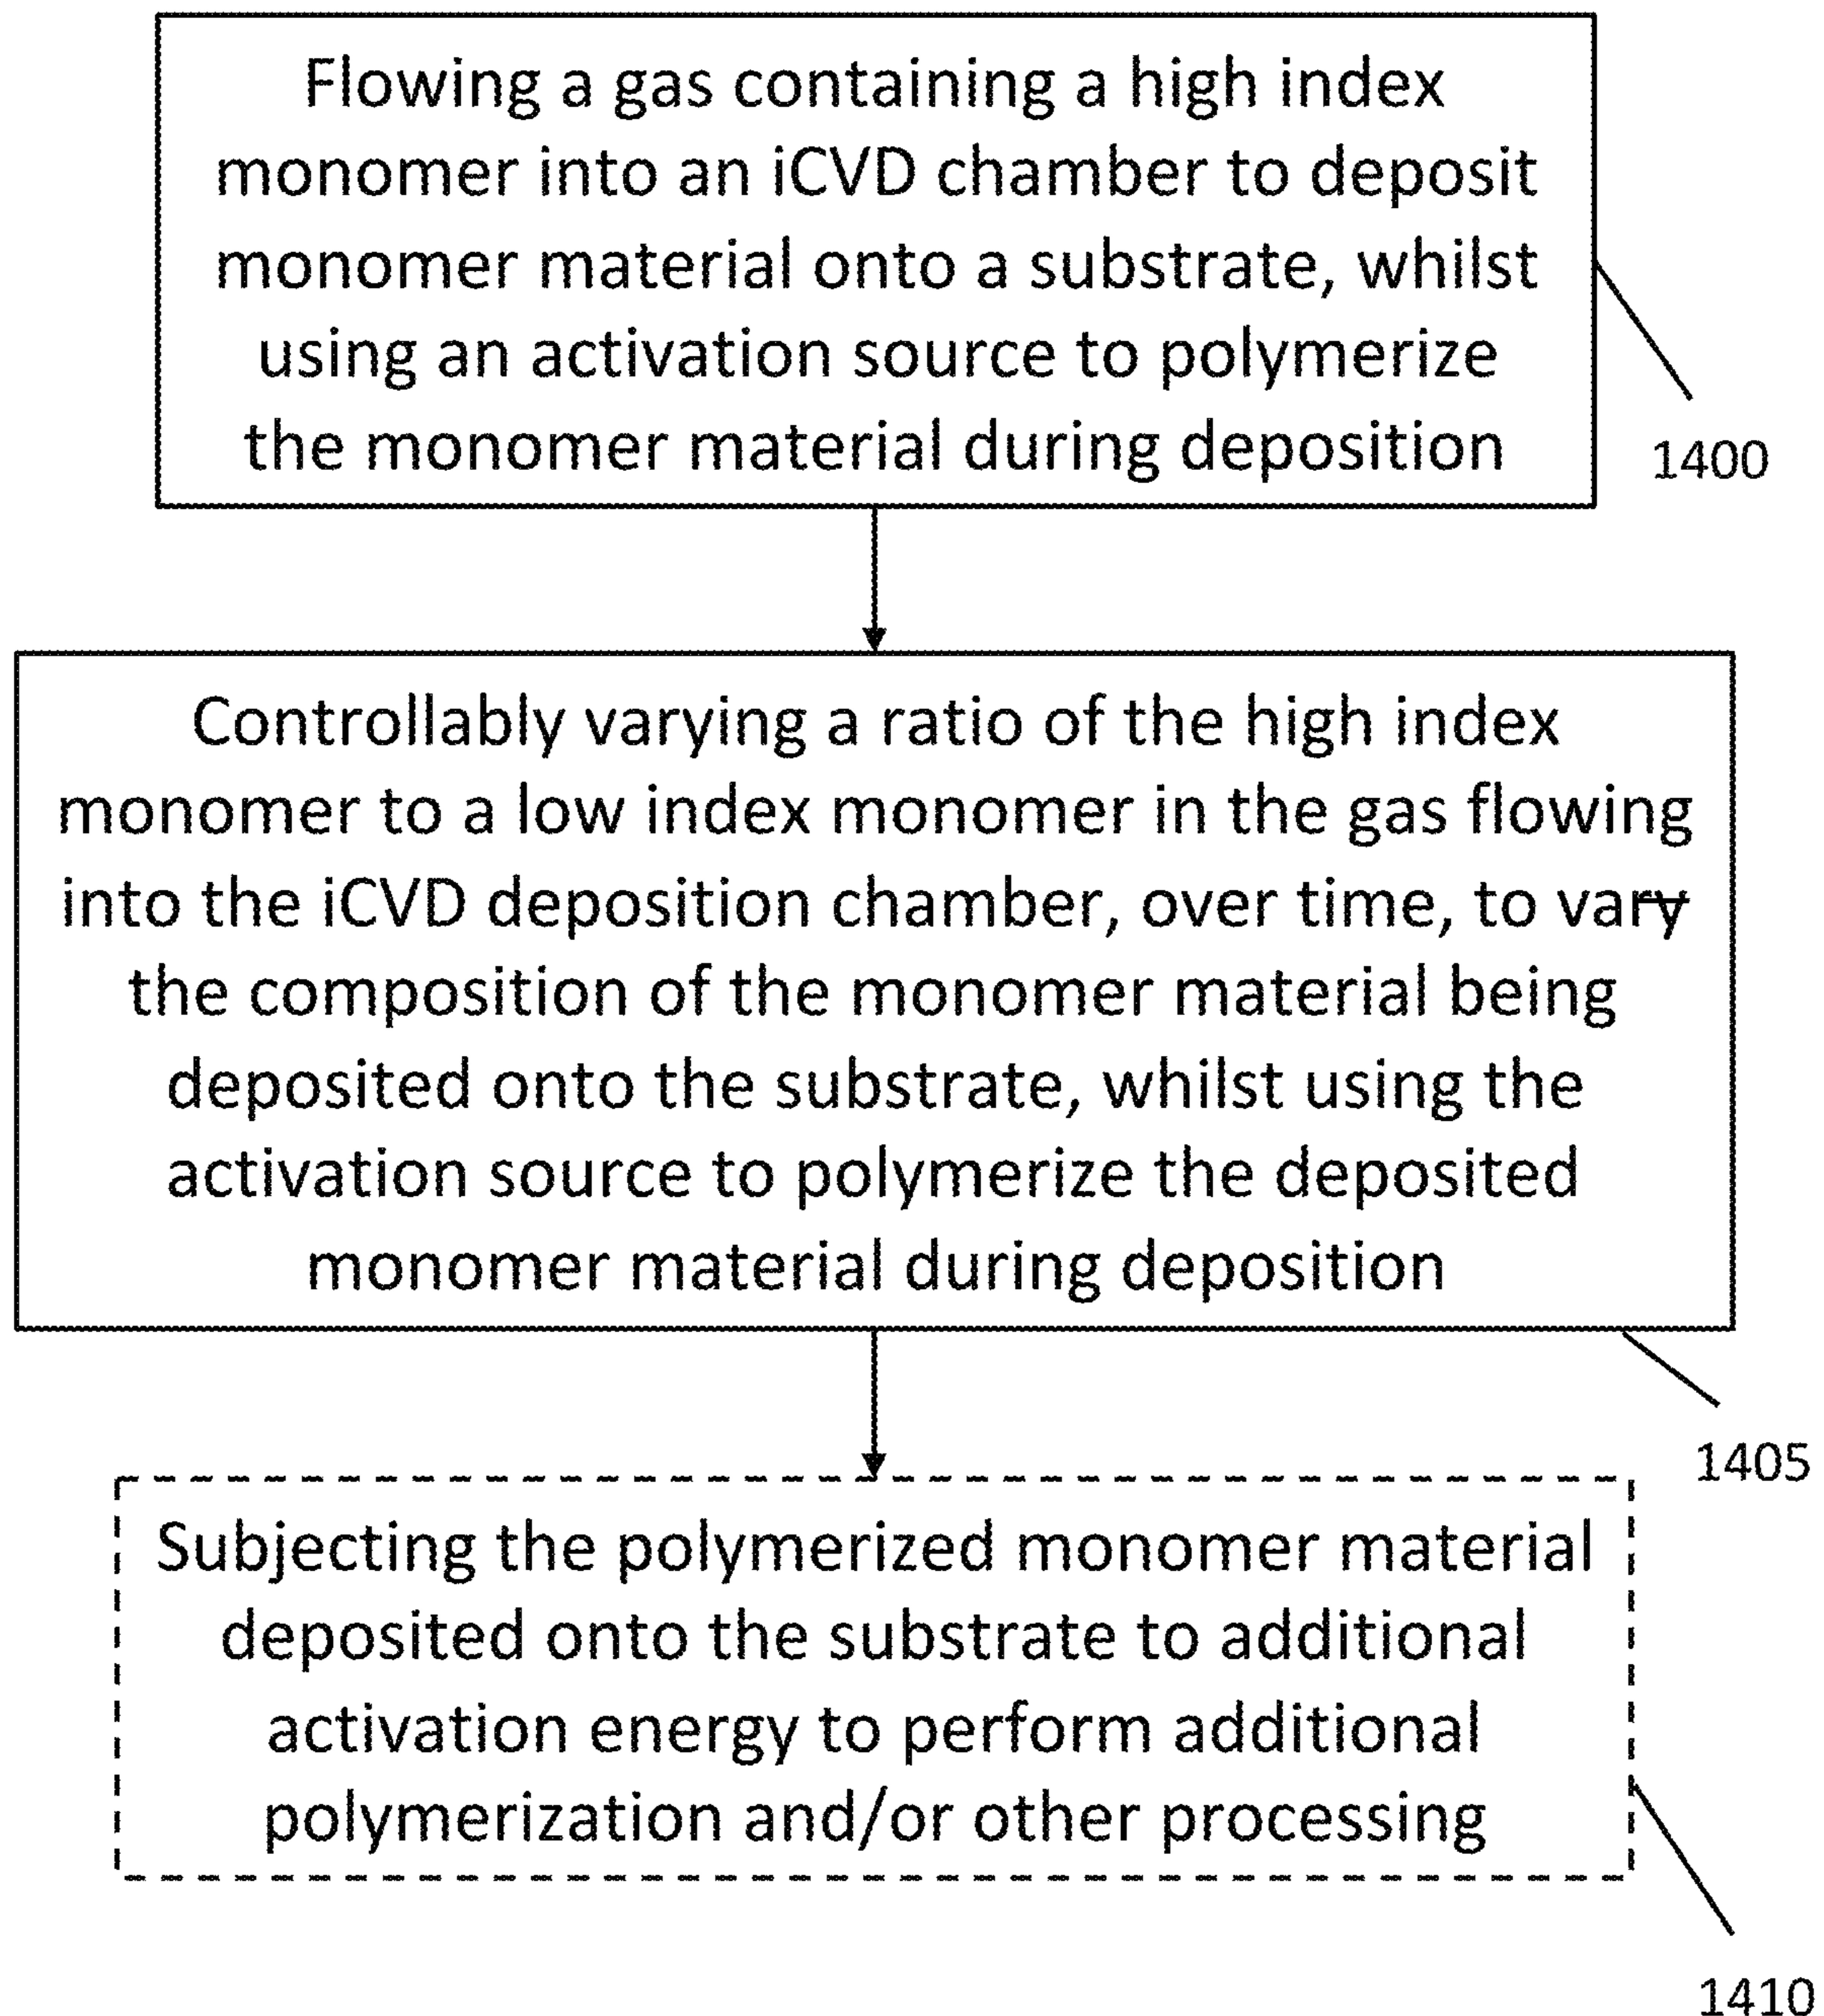 Flowing a gas containing a high index
monomer into an iCVD chamber to deposit
monomer material onto a substrate, whilst
using an activation source to polymerize
the monomer material during deposition
1400
Controllably varying a ratio of the high index
monomer to a low index monomer in the gas flowing
into the iCVD deposition chamber, over time, to vary
the composition of the monomer material being
deposited onto the substrate, whilst using the
activation source to polymerize the deposited
monomer material during deposition
1405
Subjecting the polymerized monomer material
deposited onto the substrate to additional
activation energy to perform additional
polymerization and/or other processing
1410